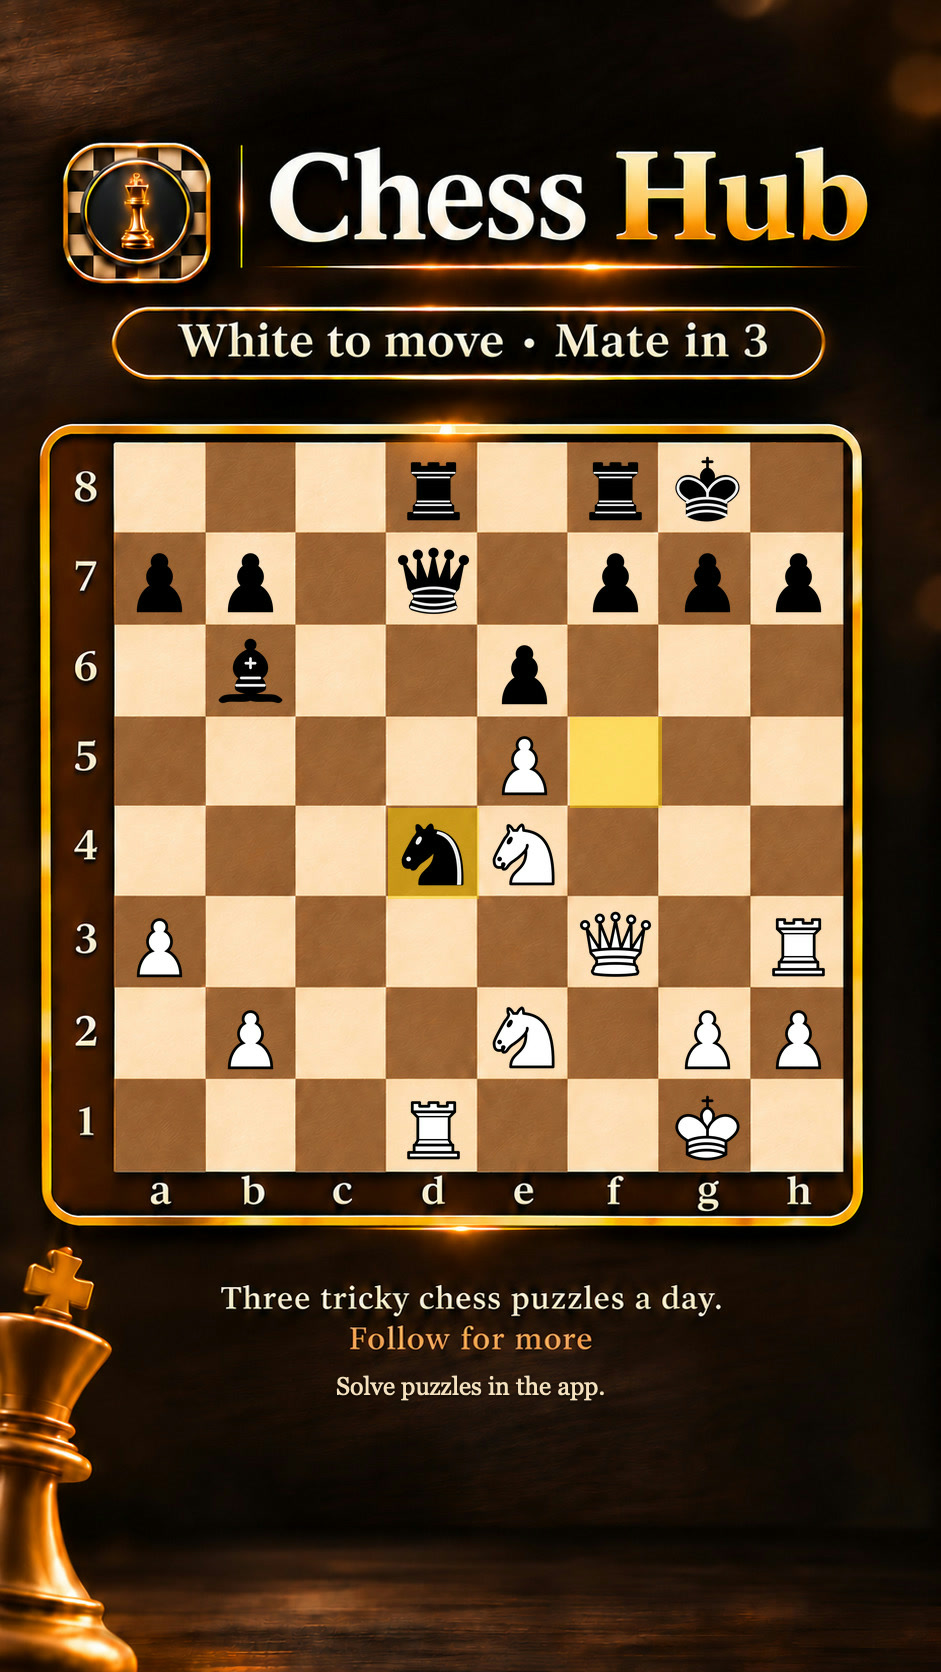 Chess Hub
White to move • Mate in 3
8
7
6
5
4
3
2
1
a b c d e f g h
Three tricky chess puzzles a day.
Follow for more
Solve puzzles in the app.